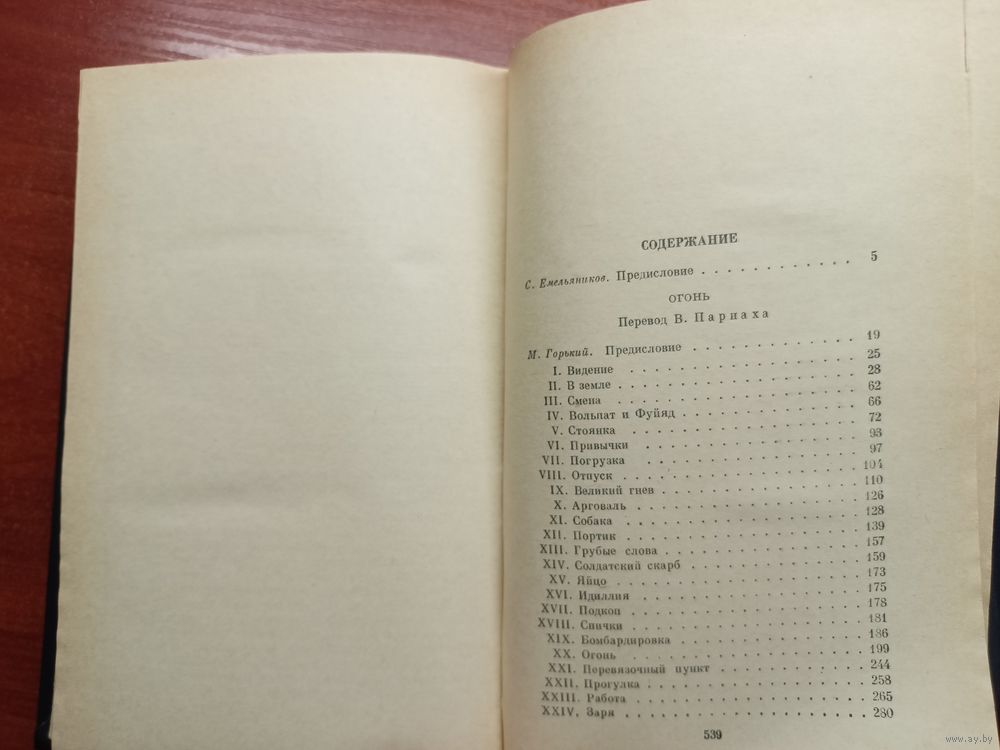 СОДЕРЖАНИЕ
С. Емельяников. Предисловие . . . . . . . . . . . . 5
ОГОНЬ
Перевод В. Парнаха
М. Горький. Предисловие . . . . . . . . . . . . 19
I. Видение . . . . . . . . . . . . . . . 25
II. В земле . . . . . . . . . . . . . . . 28
III. Смена . . . . . . . . . . . . . . . 62
IV. Вольпат и Фуйяд . . . . . . . . . . . . 66
V. Стоянка . . . . . . . . . . . . . . . 72
VI. Привычки . . . . . . . . . . . . . . 93
VII. Погрузка . . . . . . . . . . . . . . 97
VIII. Отпуск . . . . . . . . . . . . . . . 104
IX. Великий гнев . . . . . . . . . . . . . 110
X. Арговаль . . . . . . . . . . . . . . . 126
XI. Собака . . . . . . . . . . . . . . . 128
XII. Портик . . . . . . . . . . . . . . . 139
XIII. Грубые слова . . . . . . . . . . . . . 157
XIV. Солдатский скарб . . . . . . . . . . . . 159
XV. Яйцо . . . . . . . . . . . . . . . . 173
XVI. Идиллия . . . . . . . . . . . . . . . 175
XVII. Подкоп . . . . . . . . . . . . . . . 178
XVIII. Спички . . . . . . . . . . . . . . . 181
XIX. Бомбардировка . . . . . . . . . . . . . 186
XX. Огонь . . . . . . . . . . . . . . . 199
XXI. Перевязочный пункт . . . . . . . . . . . 244
XXII. Прогулка . . . . . . . . . . . . . . 258
XXIII. Работа . . . . . . . . . . . . . . . 265
XXIV. Заря . . . . . . . . . . . . . . . . 280
539
www.ay.by